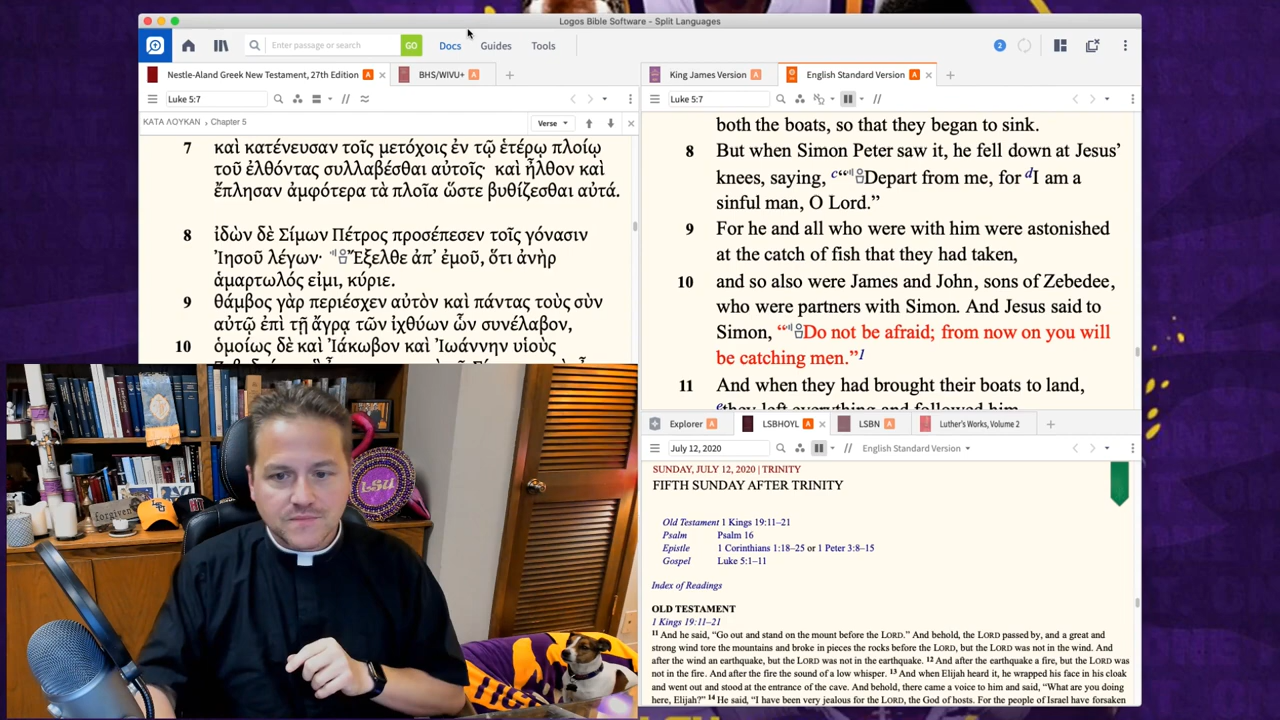 Logos Bible Software - Split Languages
Enter passage or search
GO
Docs
Guides
Tools
2
Nestle-Aland Greek New Testament, 27th Edition A
BHS/WIVU+ A
Luke 5:7
ΚΑΤΑ ΛΟΥΚΑΝ › Chapter 5
Verse
7 καὶ κατένευσαν τοῖς μετόχοις ἐν τῷ ἑτέρῳ πλοίῳ
τοῦ ἐλθόντας συλλαβέσθαι αὐτοῖς· καὶ ἦλθον καὶ
ἔπλησαν ἀμφότερα τὰ πλοῖα ὥστε βυθίζεσθαι αὐτά.
8 ἰδὼν δὲ Σίμων Πέτρος προσέπεσεν τοῖς γόνασιν
Ἰησοῦ λέγων· Ἔξελθε ἀπ’ ἐμοῦ, ὅτι ἀνὴρ
ἁμαρτωλός εἰμι, κύριε.
9 θάμβος γὰρ περιέσχεν αὐτὸν καὶ πάντας τοὺς σὺν
αὐτῷ ἐπὶ τῇ ἄγρᾳ τῶν ἰχθύων ὧν συνέλαβον,
10 ὁμοίως δὲ καὶ Ἰάκωβον καὶ Ἰωάννην υἱοὺς
King James Version A
English Standard Version A
Luke 5:7
both the boats, so that they began to sink.
8 But when Simon Peter saw it, he fell down at Jesus’
knees, saying, c“Depart from me, for dI am a
sinful man, O Lord.”
9 For he and all who were with him were astonished
at the catch of fish that they had taken,
10 and so also were James and John, sons of Zebedee,
who were partners with Simon. And Jesus said to
Simon, “Do not be afraid; from now on you will
be catching men.”1
11 And when they had brought their boats to land,
ethey left everything and followed him.
Explorer A
LSBHOYL A
LSBN A
Luther's Works, Volume 2
July 12, 2020
English Standard Version
SUNDAY, JULY 12, 2020 | TRINITY
FIFTH SUNDAY AFTER TRINITY
Old Testament 1 Kings 19:11–21
Psalm Psalm 16
Epistle 1 Corinthians 1:18–25 or 1 Peter 3:8–15
Gospel Luke 5:1–11
Index of Readings
OLD TESTAMENT
1 Kings 19:11–21
11 And he said, “Go out and stand on the mount before the LORD.” And behold, the LORD passed by, and a great and
strong wind tore the mountains and broke in pieces the rocks before the LORD, but the LORD was not in the wind. And
after the wind an earthquake, but the LORD was not in the earthquake. 12 And after the earthquake a fire, but the LORD was
not in the fire. And after the fire the sound of a low whisper. 13 And when Elijah heard it, he wrapped his face in his cloak
and went out and stood at the entrance of the cave. And behold, there came a voice to him and said, “What are you doing
here, Elijah?” 14 He said, “I have been very jealous for the LORD, the God of hosts. For the people of Israel have forsaken
forgiven
LSU